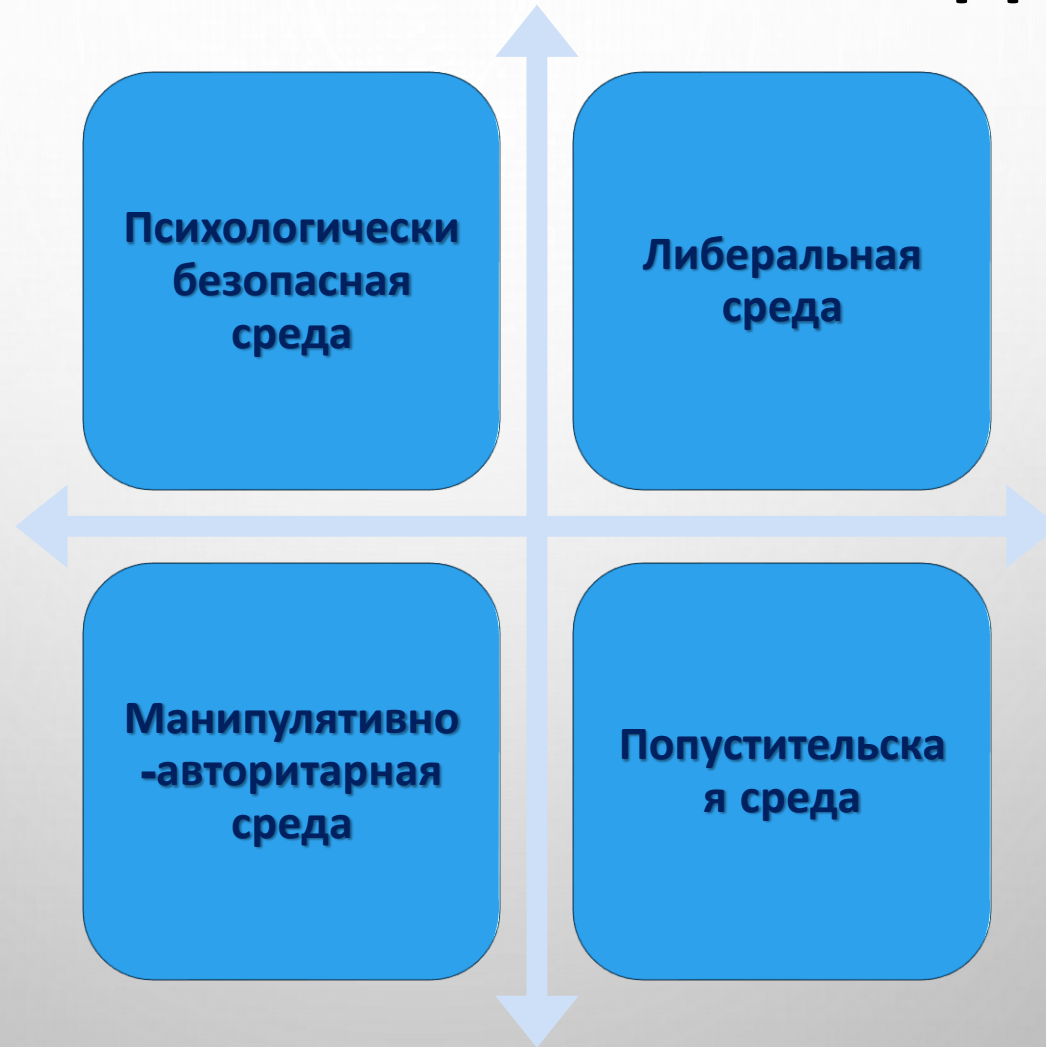 Психологически
безопасная
среда
Либеральная
среда
Манипулятивно
-авторитарная
среда
Попустительска
я среда